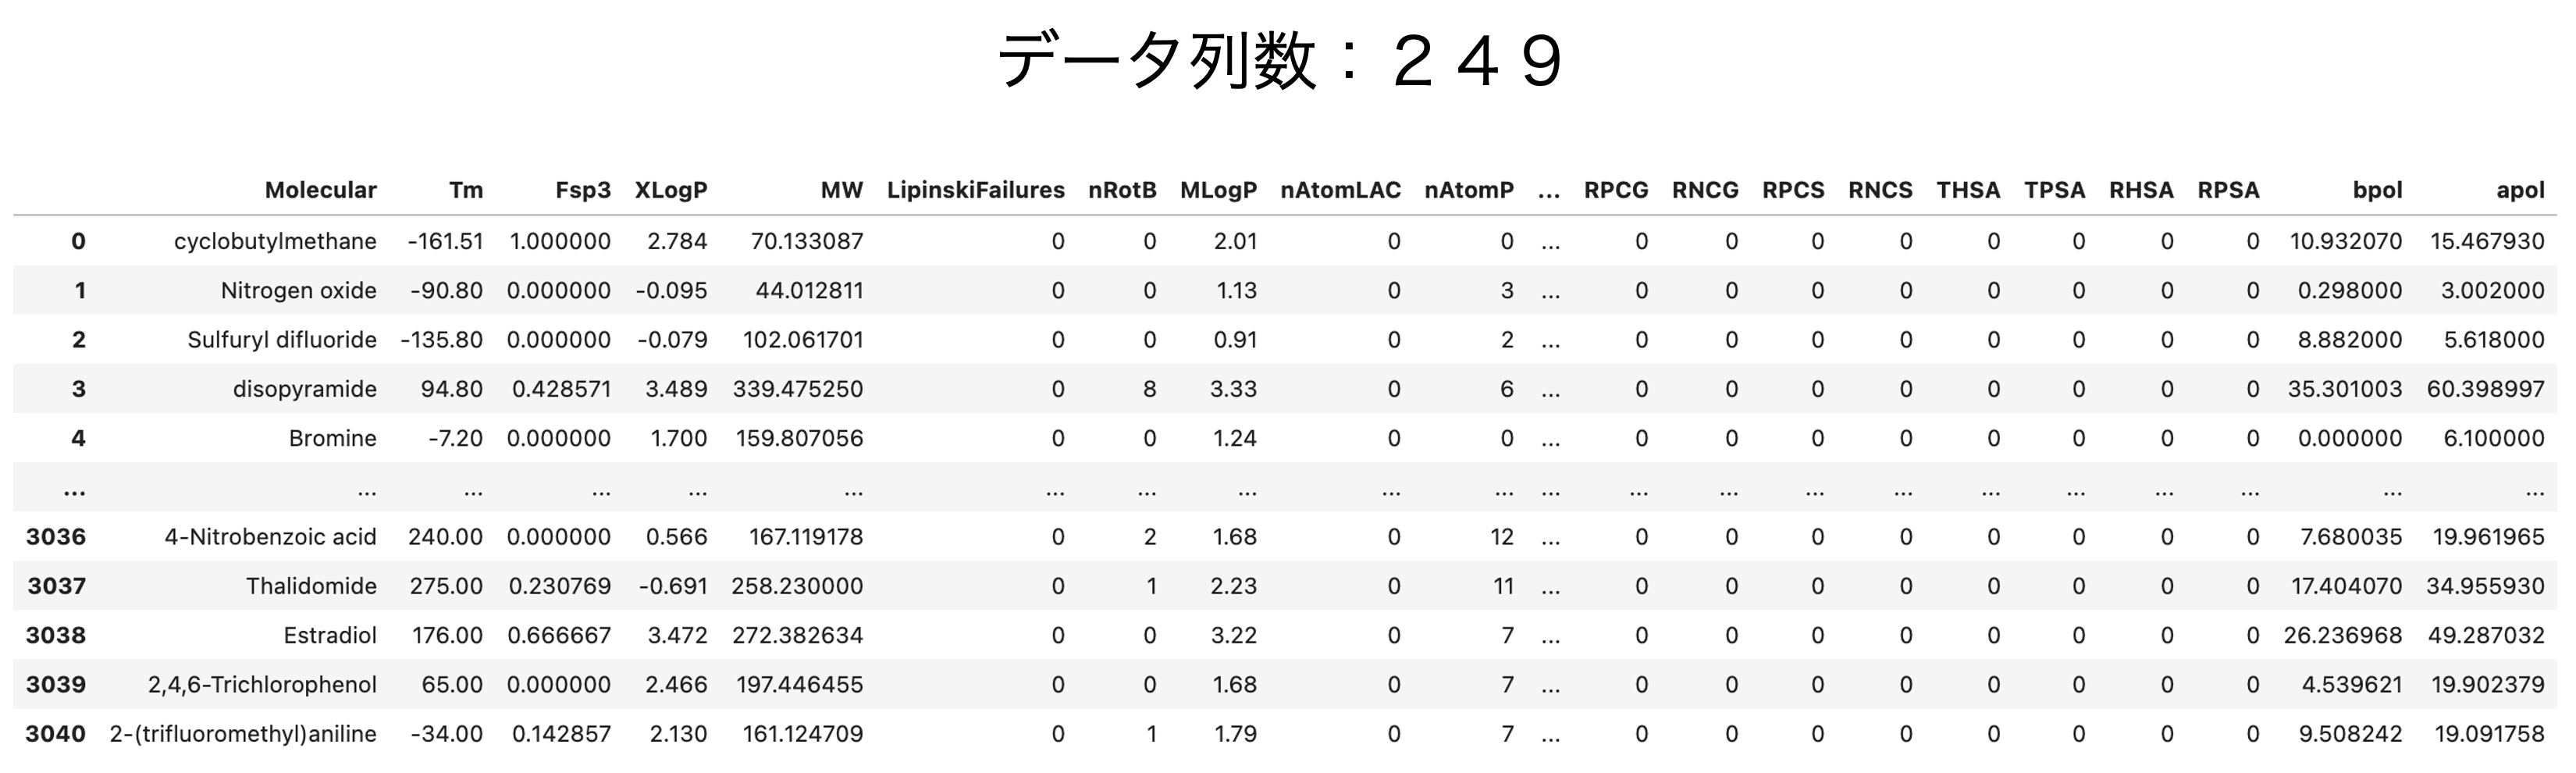 データ列数：２４９
Molecular Tm Fsp3 XLogP MW LipinskiFailures nRotB MLogP nAtomLAC nAtomP ... RPCG RNCG RPCS RNCS THSA TPSA RHSA RPSA bpol apol
0 cyclobutylmethane -161.51 1.000000 2.784 70.133087 0 0 2.01 0 0 ... 0 0 0 0 0 0 0 0 10.932070 15.467930
1 Nitrogen oxide -90.80 0.000000 -0.095 44.012811 0 0 1.13 0 3 ... 0 0 0 0 0 0 0 0 0.298000 3.002000
2 Sulfuryl difluoride -135.80 0.000000 -0.079 102.061701 0 0 0.91 0 2 ... 0 0 0 0 0 0 0 0 8.882000 5.618000
3 disopyramide 94.80 0.428571 3.489 339.475250 0 8 3.33 0 6 ... 0 0 0 0 0 0 0 0 35.301003 60.398997
4 Bromine -7.20 0.000000 1.700 159.807056 0 0 1.24 0 0 ... 0 0 0 0 0 0 0 0 0.000000 6.100000
... ... ... ... ... ... ... ... ... ... ... ... ... ... ... ... ... ... ... ... ... ...
3036 4-Nitrobenzoic acid 240.00 0.000000 0.566 167.119178 0 2 1.68 0 12 ... 0 0 0 0 0 0 0 0 7.680035 19.961965
3037 Thalidomide 275.00 0.230769 -0.691 258.230000 0 1 2.23 0 11 ... 0 0 0 0 0 0 0 0 17.404070 34.955930
3038 Estradiol 176.00 0.666667 3.472 272.382634 0 0 3.22 0 7 ... 0 0 0 0 0 0 0 0 26.236968 49.287032
3039 2,4,6-Trichlorophenol 65.00 0.000000 2.466 197.446455 0 0 1.68 0 7 ... 0 0 0 0 0 0 0 0 4.539621 19.902379
3040 2-(trifluoromethyl)aniline -34.00 0.142857 2.130 161.124709 0 1 1.79 0 7 ... 0 0 0 0 0 0 0 0 9.508242 19.091758